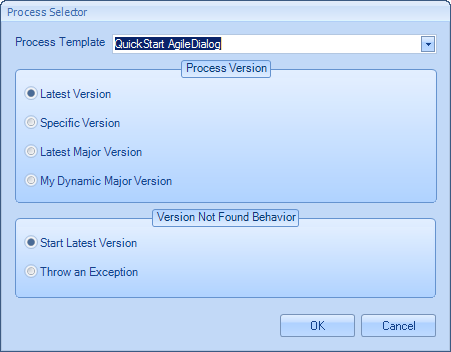 Process Selector
Process Template QuickStart AgileDialog
Process Version
Latest Version
Specific Version
Latest Major Version
My Dynamic Major Version
Version Not Found Behavior
Start Latest Version
Throw an Exception
OK Cancel